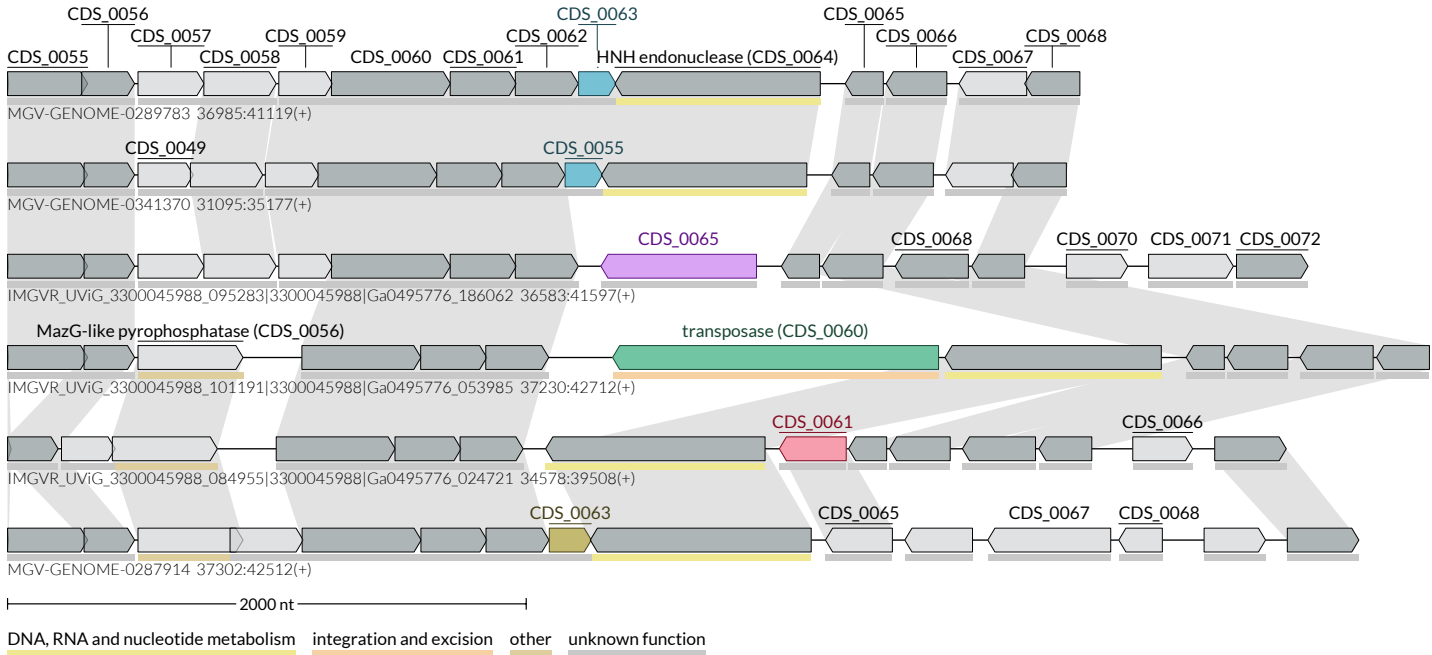 CDS_0056 CDS_0063 CDS_0065
CDS_0057 CDS_0059 CDS_0062 CDS_0066 CDS_0068
CDS_0055 CDS_0058 CDS_0060 CDS_0061 HNH endonuclease (CDS_0064) CDS_0067
MGV-GENOME-0289783 36985:41119(+)
CDS_0049 CDS_0055
MGV-GENOME-0341370 31095:35177(+)
CDS_0065 CDS_0068 CDS_0070 CDS_0071 CDS_0072
IMGVR_UViG_3300045988_095283|3300045988|Ga0495776_186062 36583:41597(+)
MazG-like pyrophosphatase (CDS_0056) transposase (CDS_0060)
IMGVR_UViG_3300045988_101191|3300045988|Ga0495776_053985 37230:42712(+)
CDS_0061 CDS_0066
IMGVR_UViG_3300045988_084955|3300045988|Ga0495776_024721 34578:39508(+)
CDS_0063 CDS_0065 CDS_0067 CDS_0068
MGV-GENOME-0287914 37302:42512(+)
2000 nt
DNA, RNA and nucleotide metabolism integration and excision other unknown function